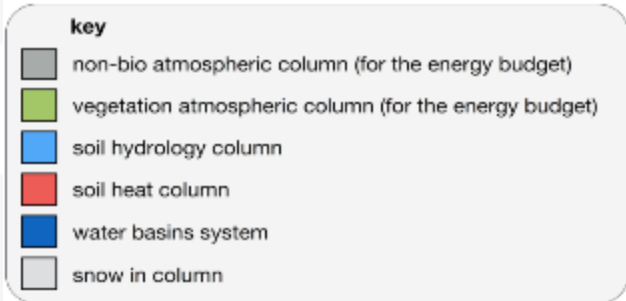 key
non-bio atmospheric column (for the energy budget)
vegetation atmospheric column (for the energy budget)
soil hydrology column
soil heat column
water basins system
snow in column